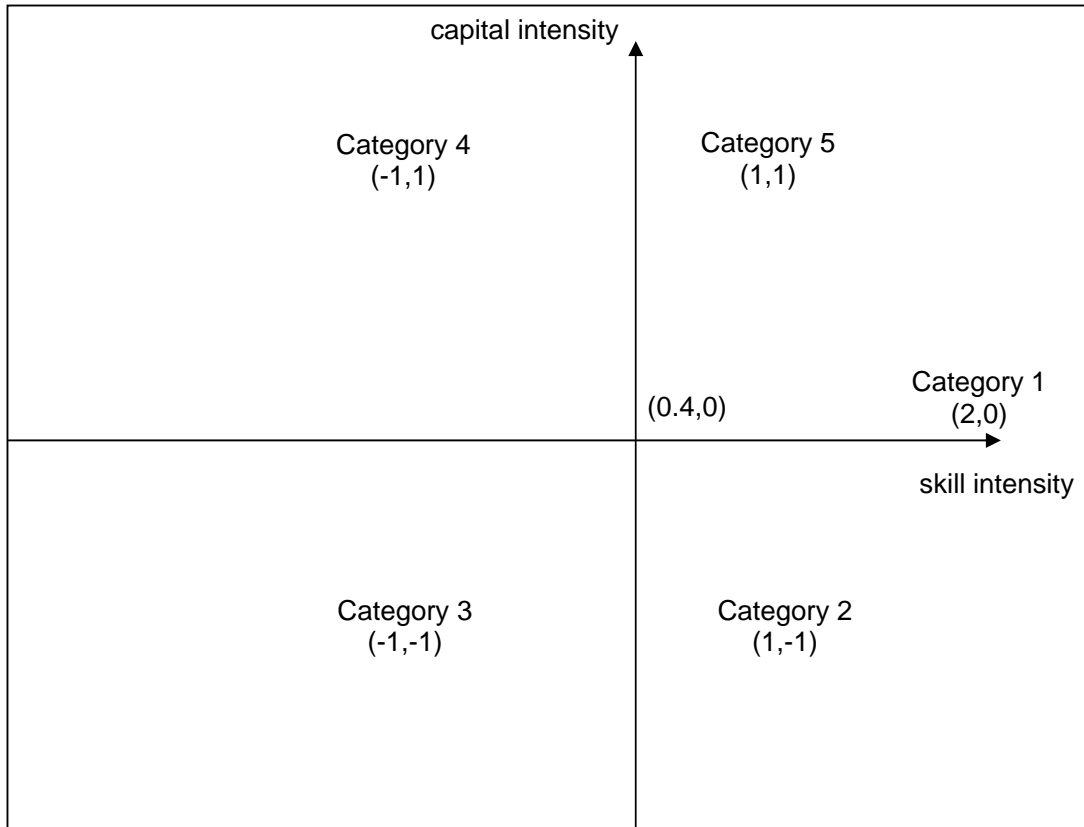 capital intensity
Category 4
(-1,1)
Category 5
(1,1)
Category 1
(2,0)
(0.4,0)
skill intensity
Category 3
(-1,-1)
Category 2
(1,-1)